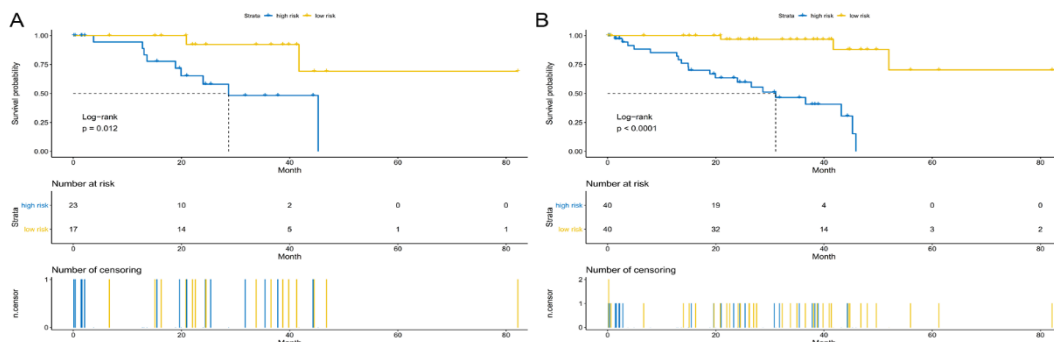 A
Strata high risk low risk
Survival probability
1.00
0.75
0.50
0.25
0.00
Log-rank
p = 0.012
0 20 40 60 80
Month
Number at risk
Strata
high risk 23 10 2 0 0
low risk 17 14 5 1 1
0 20 40 60 80
Month
Number of censoring
n.censor
1
0
0 20 40 60 80
Month
B
Strata high risk low risk
Survival probability
1.00
0.75
0.50
0.25
0.00
Log-rank
p < 0.0001
0 20 40 60 80
Month
Number at risk
Strata
high risk 40 19 4 0 0
low risk 40 32 14 3 2
0 20 40 60 80
Month
Number of censoring
n.censor
2
1
0
0 20 40 60 80
Month